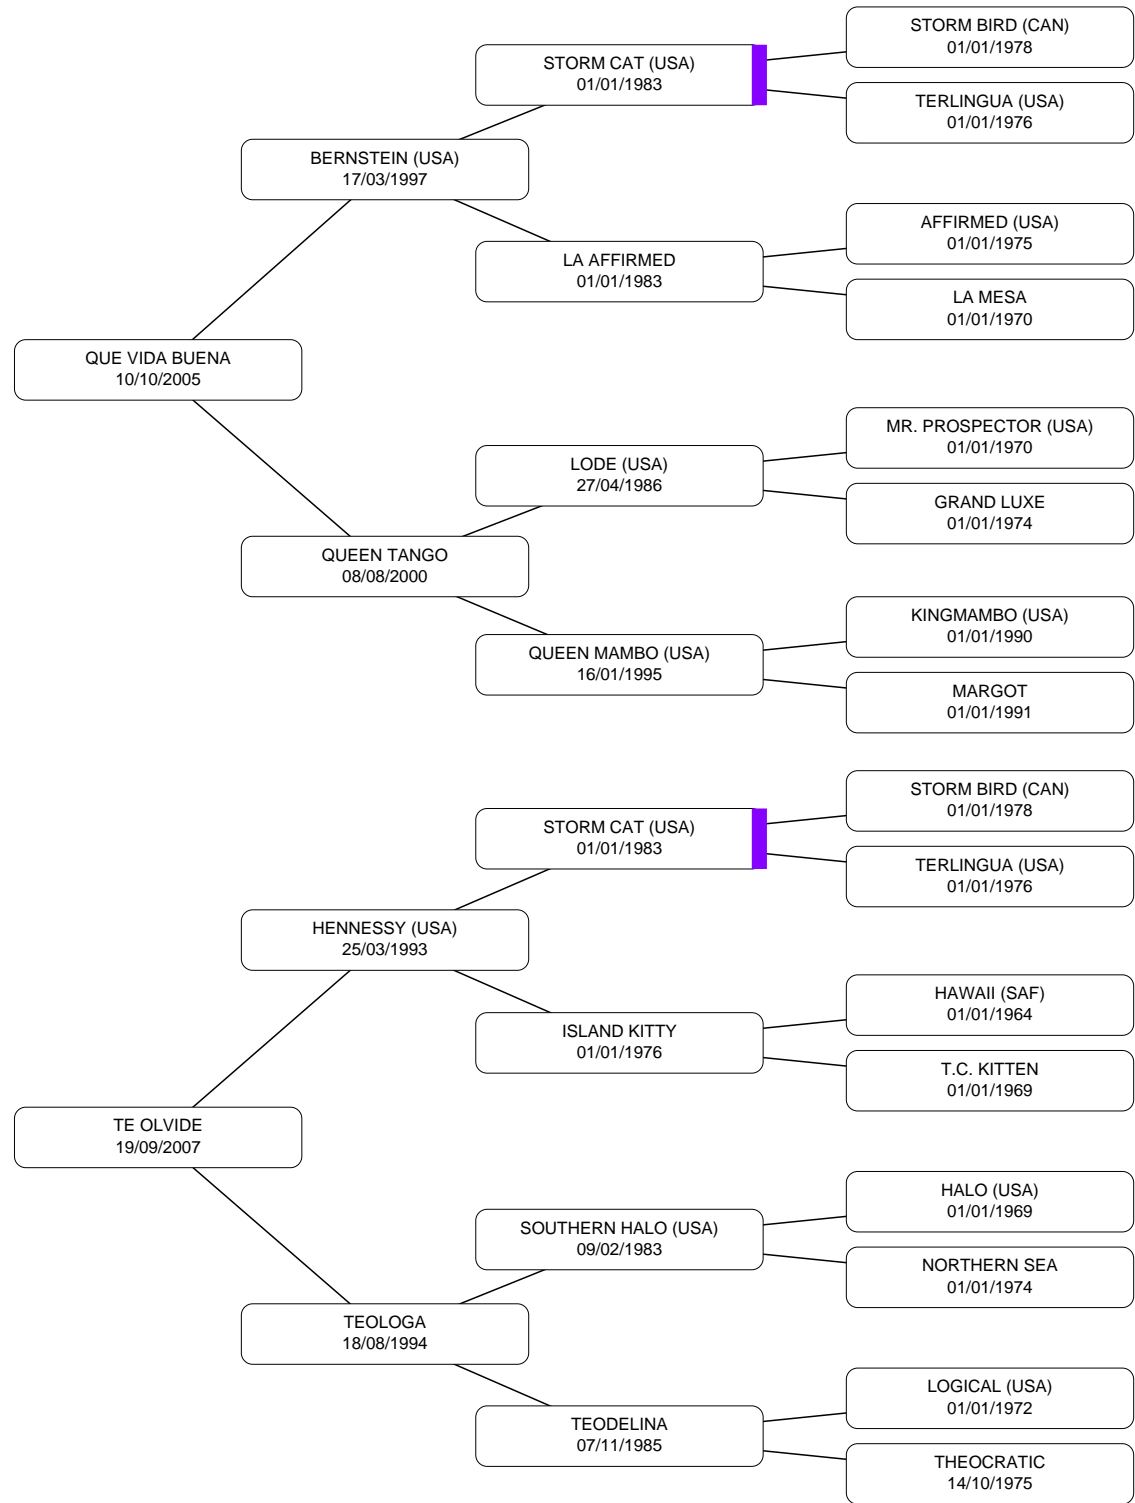 STORM BIRD (CAN)
01/01/1978
STORM CAT (USA)
01/01/1983
TERLINGUA (USA)
01/01/1976
BERNSTEIN (USA)
17/03/1997
AFFIRMED (USA)
01/01/1975
LA AFFIRMED
01/01/1983
LA MESA
01/01/1970
QUE VIDA BUENA
10/10/2005
MR. PROSPECTOR (USA)
01/01/1970
LODE (USA)
27/04/1986
GRAND LUXE
01/01/1974
QUEEN TANGO
08/08/2000
KINGMAMBO (USA)
01/01/1990
QUEEN MAMBO (USA)
16/01/1995
MARGOT
01/01/1991
STORM BIRD (CAN)
01/01/1978
STORM CAT (USA)
01/01/1983
TERLINGUA (USA)
01/01/1976
HENNESSY (USA)
25/03/1993
HAWAII (SAF)
01/01/1964
ISLAND KITTY
01/01/1976
T.C. KITTEN
01/01/1969
TE OLVIDE
19/09/2007
HALO (USA)
01/01/1969
SOUTHERN HALO (USA)
09/02/1983
NORTHERN SEA
01/01/1974
TEOLOGA
18/08/1994
LOGICAL (USA)
01/01/1972
TEODELINA
07/11/1985
THEOCRATIC
14/10/1975